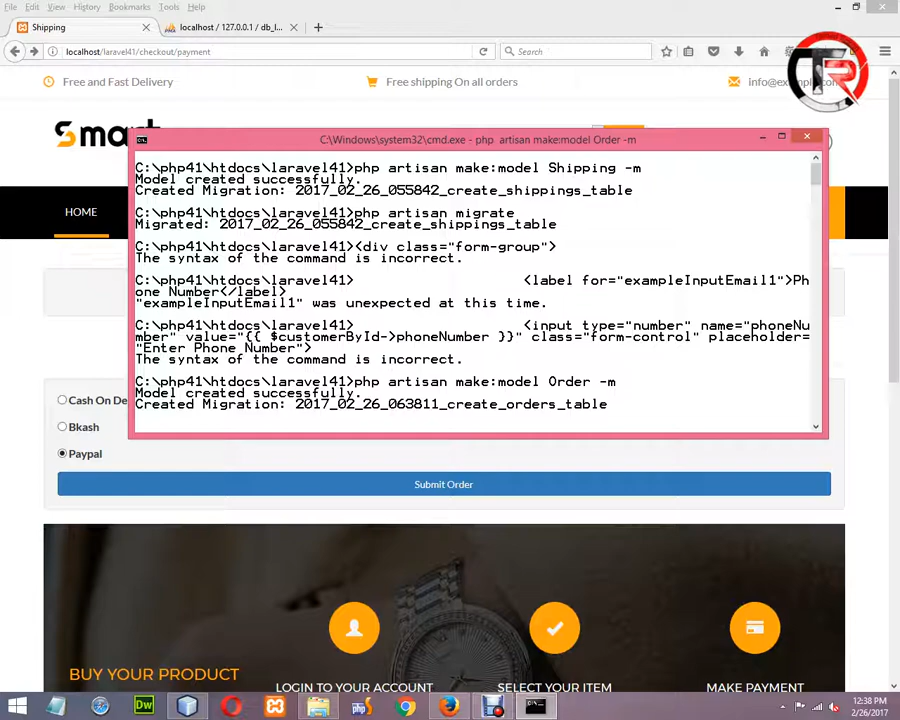 File Edit View History Bookmarks Tools Help
Shipping
localhost / 127.0.0.1 / db_l...
localhost/laravel41/checkout/payment
Search
Free and Fast Delivery
Free shipping On all orders
info@example.com
TR
Smart
C:\Windows\system32\cmd.exe - php artisan make:model Order -m
C:\php41\htdocs\laravel41>php artisan make:model Shipping -m
Model created successfully.
Created Migration: 2017_02_26_055842_create_shippings_table
C:\php41\htdocs\laravel41>php artisan migrate
Migrated: 2017_02_26_055842_create_shippings_table
C:\php41\htdocs\laravel41><div class="form-group">
The syntax of the command is incorrect.
C:\php41\htdocs\laravel41> <label for="exampleInputEmail1">Ph
one Number</label>
"exampleInputEmail1" was unexpected at this time.
C:\php41\htdocs\laravel41> <input type="number" name="phoneNu
mber" value="{{ $customerById->phoneNumber }}" class="form-control" placeholder=
"Enter Phone Number">
The syntax of the command is incorrect.
C:\php41\htdocs\laravel41>php artisan make:model Order -m
Model created successfully.
Created Migration: 2017_02_26_063811_create_orders_table
HOME
Cash On De
Bkash
Paypal
Submit Order
BUY YOUR PRODUCT
LOGIN TO YOUR ACCOUNT
SELECT YOUR ITEM
MAKE PAYMENT
Dw
php
12:38 PM
2/26/2017